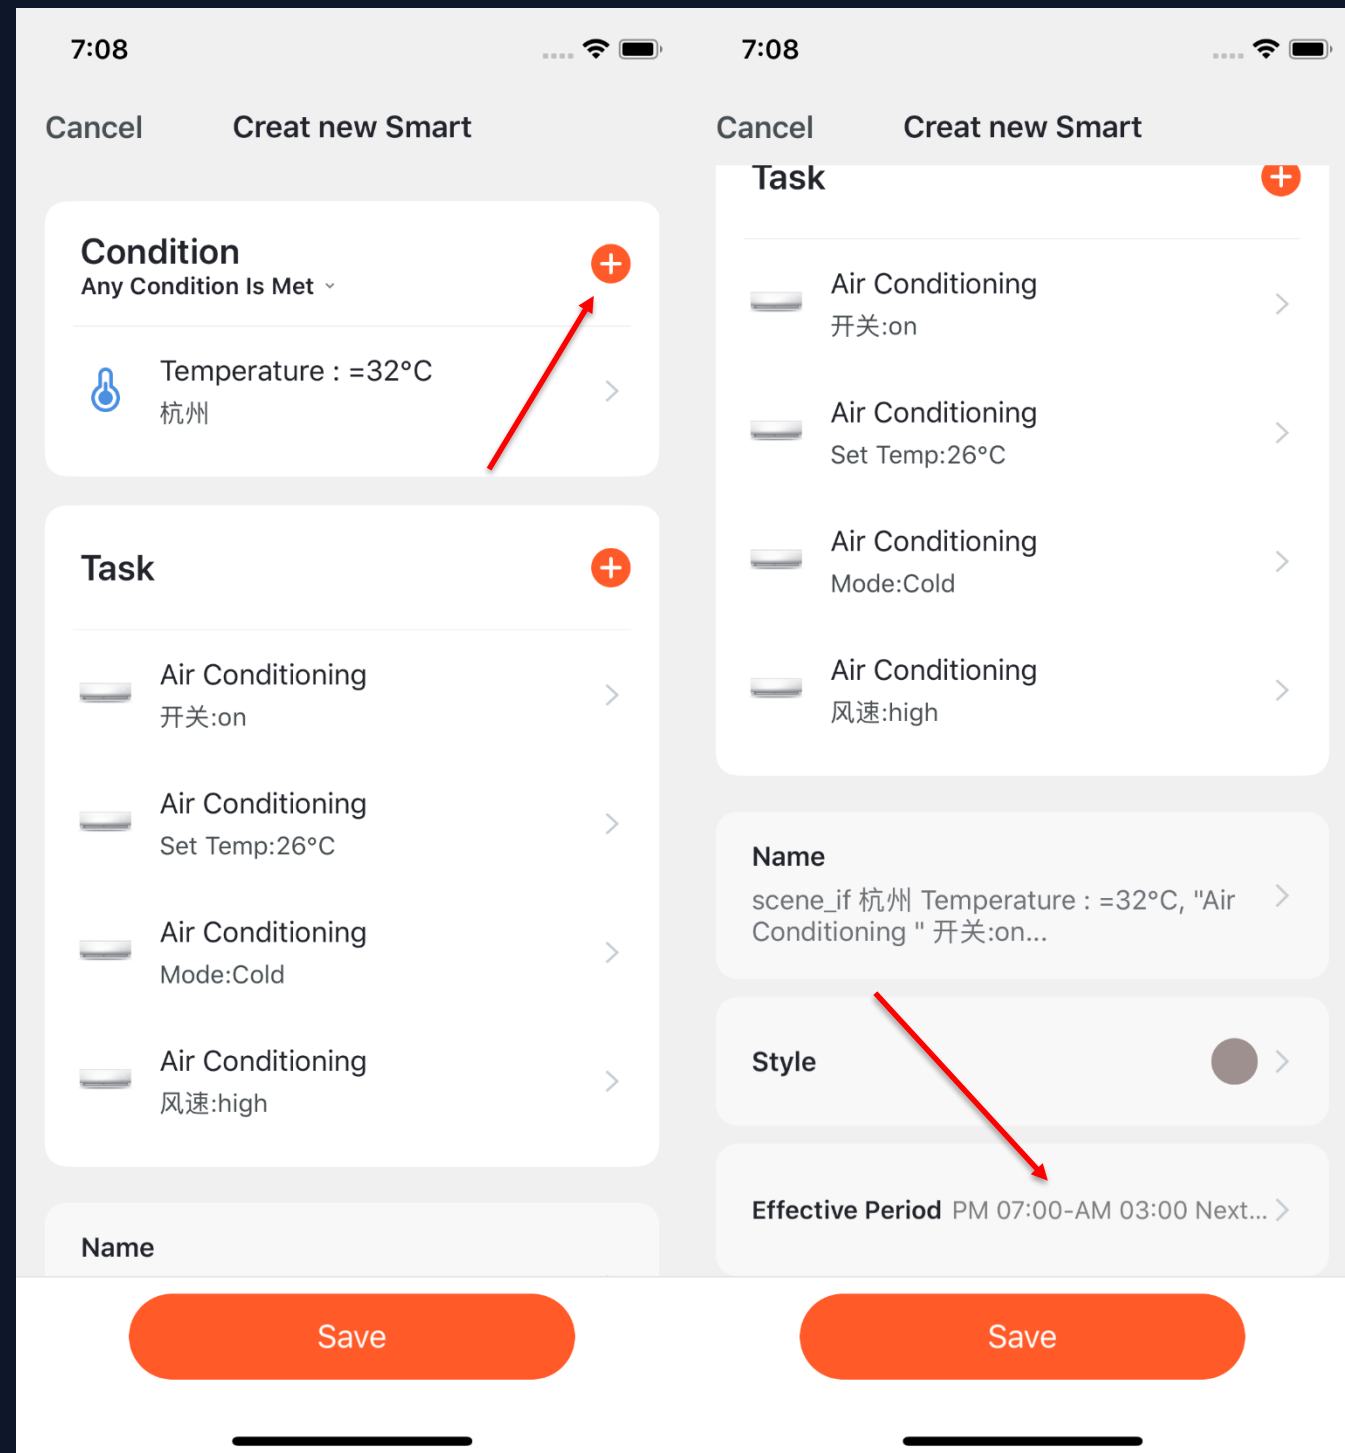 7:08
Cancel
Creat new Smart
Condition
Any Condition Is Met
Temperature : =32°C
杭州
Task
Air Conditioning
开关:on
Air Conditioning
Set Temp:26°C
Air Conditioning
Mode:Cold
Air Conditioning
风速:high
Name
Save
7:08
Cancel
Creat new Smart
Task
Air Conditioning
开关:on
Air Conditioning
Set Temp:26°C
Air Conditioning
Mode:Cold
Air Conditioning
风速:high
Name
scene_if 杭州 Temperature : =32°C, "Air
Conditioning " 开关:on...
Style
Effective Period PM 07:00-AM 03:00 Next...
Save